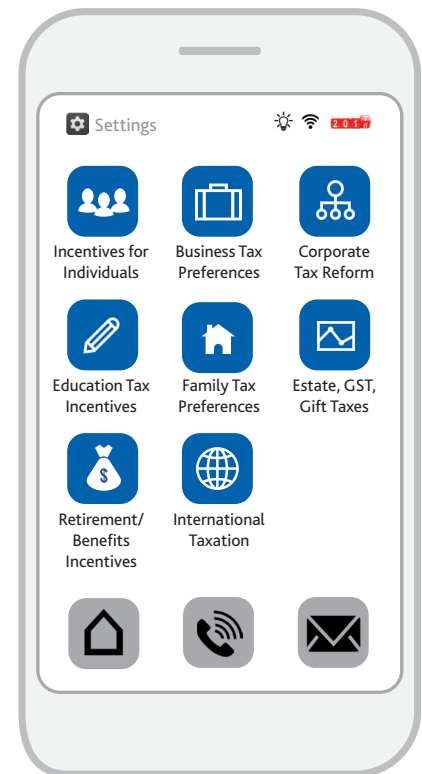 Settings
Incentives for
Individuals
Business Tax
Preferences
Corporate
Tax Reform
Education Tax
Incentives
Family Tax
Preferences
Estate, GST,
Gift Taxes
$
Retirement/
Benefits
Incentives
International
Taxation